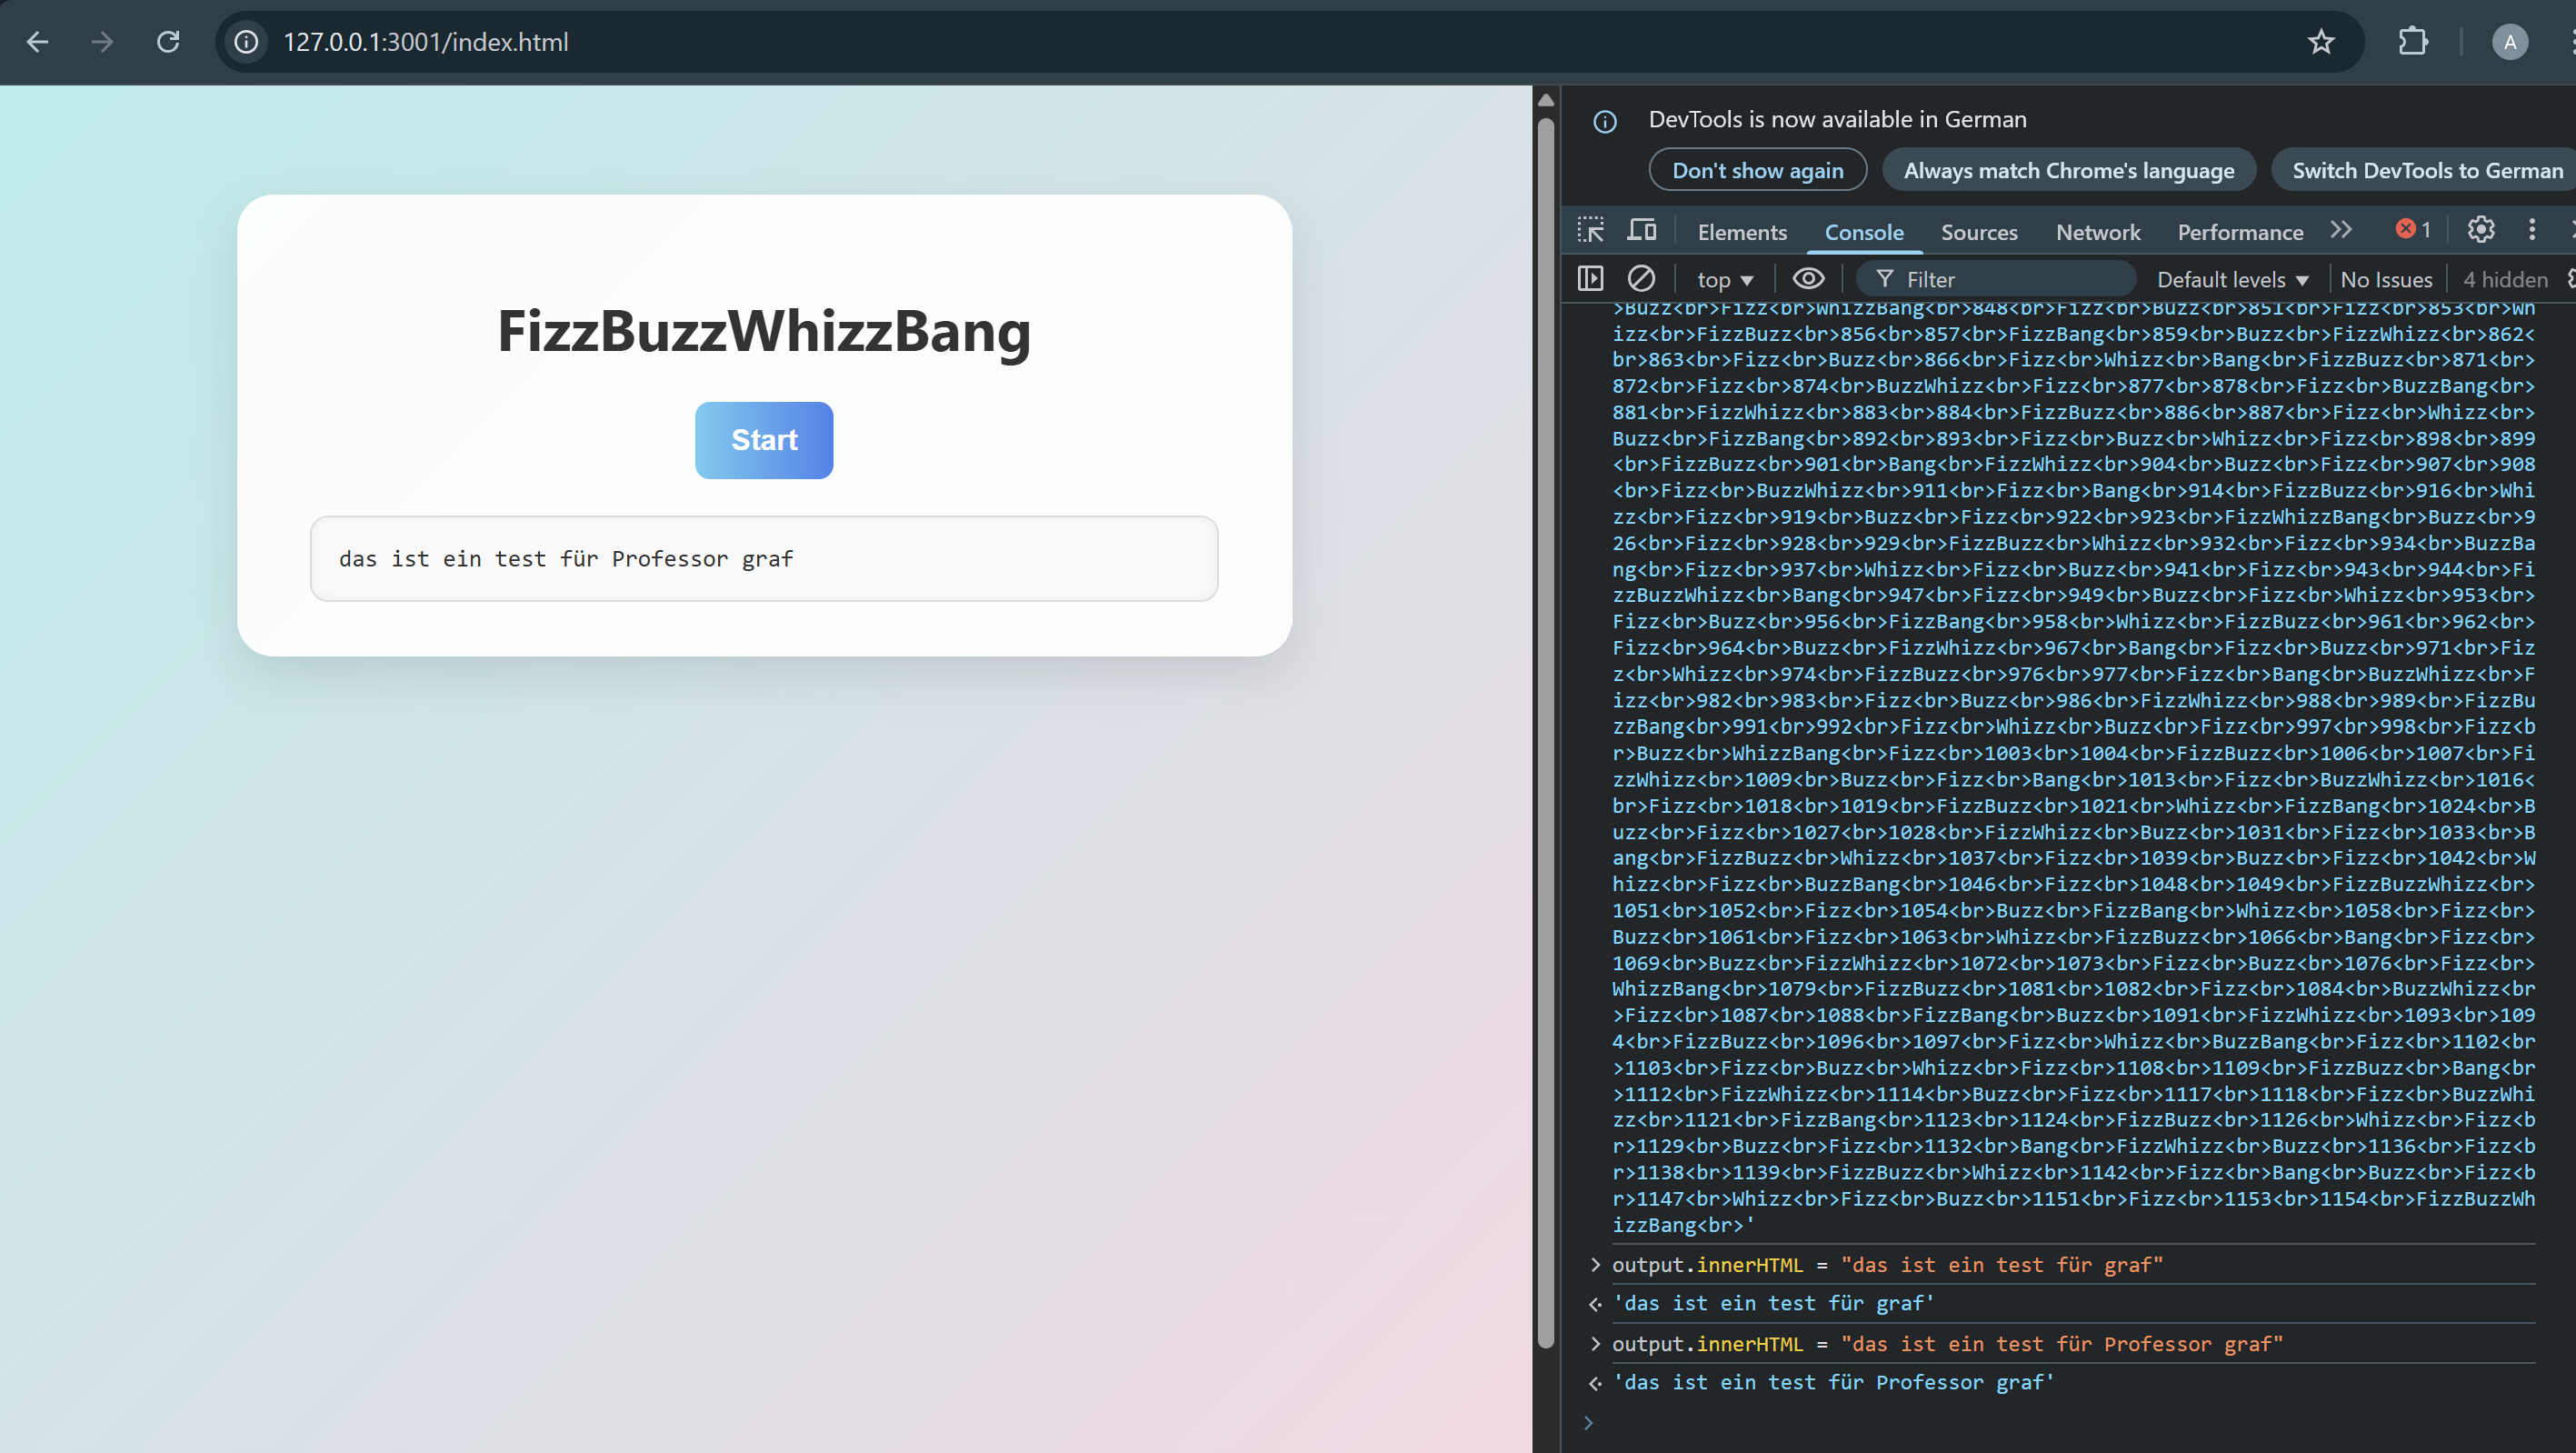 127.0.0.1:3001/index.html
A
FizzBuzzWhizzBang
Start
das ist ein test für Professor graf
DevTools is now available in German
Don't show again Always match Chrome's language Switch DevTools to German
Elements Console Sources Network Performance 1
top Filter Default levels No Issues 4 hidden
>Buzz<br>Fizz<br>WhizzBang<br>848<br>Fizz<br>Buzz<br>851<br>Fizz<br>853<br>Wh
izz<br>FizzBuzz<br>856<br>857<br>FizzBang<br>859<br>Buzz<br>FizzWhizz<br>862<
br>863<br>Fizz<br>Buzz<br>866<br>Fizz<br>Whizz<br>Bang<br>FizzBuzz<br>871<br>
872<br>Fizz<br>874<br>BuzzWhizz<br>Fizz<br>877<br>878<br>Fizz<br>BuzzBang<br>
881<br>FizzWhizz<br>883<br>884<br>FizzBuzz<br>886<br>887<br>Fizz<br>Whizz<br>
Buzz<br>FizzBang<br>892<br>893<br>Fizz<br>Buzz<br>Whizz<br>Fizz<br>898<br>899
<br>FizzBuzz<br>901<br>Bang<br>FizzWhizz<br>904<br>Buzz<br>Fizz<br>907<br>908
<br>Fizz<br>BuzzWhizz<br>911<br>Fizz<br>Bang<br>914<br>FizzBuzz<br>916<br>Whi
zz<br>Fizz<br>919<br>Buzz<br>Fizz<br>922<br>923<br>FizzWhizzBang<br>Buzz<br>9
26<br>Fizz<br>928<br>929<br>FizzBuzz<br>Whizz<br>932<br>Fizz<br>934<br>BuzzBa
ng<br>Fizz<br>937<br>Whizz<br>Fizz<br>Buzz<br>941<br>Fizz<br>943<br>944<br>Fi
zzBuzzWhizz<br>Bang<br>947<br>Fizz<br>949<br>Buzz<br>Fizz<br>Whizz<br>953<br>
Fizz<br>Buzz<br>956<br>FizzBang<br>958<br>Whizz<br>FizzBuzz<br>961<br>962<br>
Fizz<br>964<br>Buzz<br>FizzWhizz<br>967<br>Bang<br>Fizz<br>Buzz<br>971<br>Fiz
z<br>Whizz<br>974<br>FizzBuzz<br>976<br>977<br>Fizz<br>Bang<br>BuzzWhizz<br>F
izz<br>982<br>983<br>Fizz<br>Buzz<br>986<br>FizzWhizz<br>988<br>989<br>FizzBu
zzBang<br>991<br>992<br>Fizz<br>Whizz<br>Buzz<br>Fizz<br>997<br>998<br>Fizz<b
r>Buzz<br>WhizzBang<br>Fizz<br>1003<br>1004<br>FizzBuzz<br>1006<br>1007<br>Fi
zzWhizz<br>1009<br>Buzz<br>Fizz<br>Bang<br>1013<br>Fizz<br>BuzzWhizz<br>1016<
br>Fizz<br>1018<br>1019<br>FizzBuzz<br>1021<br>Whizz<br>FizzBang<br>1024<br>B
uzz<br>Fizz<br>1027<br>1028<br>FizzWhizz<br>Buzz<br>1031<br>Fizz<br>1033<br>B
ang<br>FizzBuzz<br>Whizz<br>1037<br>Fizz<br>1039<br>Buzz<br>Fizz<br>1042<br>W
hizz<br>Fizz<br>BuzzBang<br>1046<br>Fizz<br>1048<br>1049<br>FizzBuzzWhizz<br>
1051<br>1052<br>Fizz<br>1054<br>Buzz<br>FizzBang<br>Whizz<br>1058<br>Fizz<br>
Buzz<br>1061<br>Fizz<br>1063<br>Whizz<br>FizzBuzz<br>1066<br>Bang<br>Fizz<br>
1069<br>Buzz<br>FizzWhizz<br>1072<br>1073<br>Fizz<br>Buzz<br>1076<br>Fizz<br>
WhizzBang<br>1079<br>FizzBuzz<br>1081<br>1082<br>Fizz<br>1084<br>BuzzWhizz<br
>Fizz<br>1087<br>1088<br>FizzBang<br>Buzz<br>1091<br>FizzWhizz<br>1093<br>109
4<br>FizzBuzz<br>1096<br>1097<br>Fizz<br>Whizz<br>BuzzBang<br>Fizz<br>1102<br
>1103<br>Fizz<br>Buzz<br>Whizz<br>Fizz<br>1108<br>1109<br>FizzBuzz<br>Bang<br
>1112<br>FizzWhizz<br>1114<br>Buzz<br>Fizz<br>1117<br>1118<br>Fizz<br>BuzzWhi
zz<br>1121<br>FizzBang<br>1123<br>1124<br>FizzBuzz<br>1126<br>Whizz<br>Fizz<b
r>1129<br>Buzz<br>Fizz<br>1132<br>Bang<br>FizzWhizz<br>Buzz<br>1136<br>Fizz<b
r>1138<br>1139<br>FizzBuzz<br>Whizz<br>1142<br>Fizz<br>Bang<br>Buzz<br>Fizz<b
r>1147<br>Whizz<br>Fizz<br>Buzz<br>1151<br>Fizz<br>1153<br>1154<br>FizzBuzzWh
izzBang<br>'
output.innerHTML = "das ist ein test für graf"
'das ist ein test für graf'
output.innerHTML = "das ist ein test für Professor graf"
'das ist ein test für Professor graf'